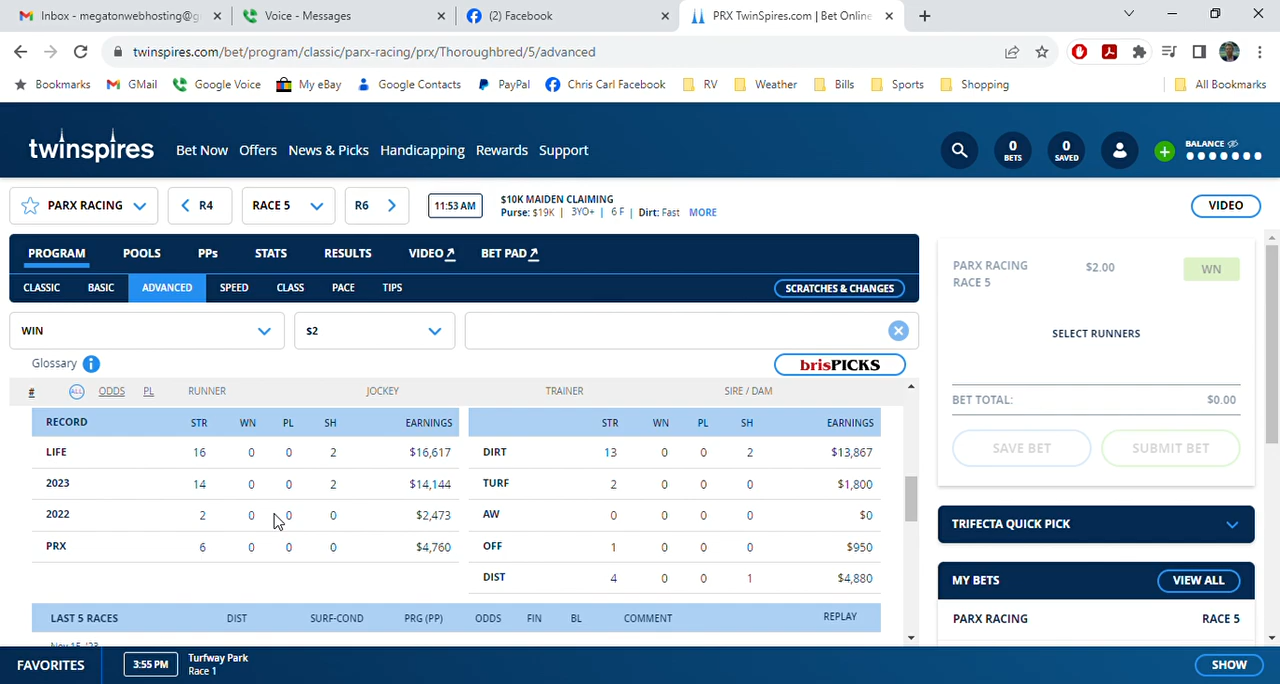 Inbox - megatonwebhosting@g
Voice - Messages
(2) Facebook
PRX TwinSpires.com | Bet Online
twinspires.com/bet/program/classic/parx-racing/prx/Thoroughbred/5/advanced
Bookmarks
GMail
Google Voice
My eBay
Google Contacts
PayPal
Chris Carl Facebook
RV
Weather
Bills
Sports
Shopping
All Bookmarks
twinspires
Bet Now
Offers
News & Picks
Handicapping
Rewards
Support
0 BETS
0 SAVED
BALANCE
PARX RACING
R4
RACE 5
R6
11:53 AM
$10K MAIDEN CLAIMING
Purse: $19K | 3YO+ | 6 F | Dirt: Fast MORE
VIDEO
PROGRAM POOLS PPs STATS RESULTS VIDEO BET PAD
CLASSIC BASIC ADVANCED SPEED CLASS PACE TIPS SCRATCHES & CHANGES
WIN
$2
Glossary i
brisPICKS
# ALL ODDS PL RUNNER JOCKEY TRAINER SIRE / DAM
RECORD STR WN PL SH EARNINGS
LIFE 16 0 0 2 $16,617
2023 14 0 0 2 $14,144
2022 2 0 0 0 $2,473
PRX 6 0 0 0 $4,760
STR WN PL SH EARNINGS
DIRT 13 0 0 2 $13,867
TURF 2 0 0 0 $1,800
AW 0 0 0 0 $0
OFF 1 0 0 0 $950
DIST 4 0 0 1 $4,880
LAST 5 RACES DIST SURF-COND PRG (PP) ODDS FIN BL COMMENT REPLAY
Nov 15, '23
PARX RACING $2.00 WN
RACE 5
SELECT RUNNERS
BET TOTAL: $0.00
SAVE BET
SUBMIT BET
TRIFECTA QUICK PICK
MY BETS
VIEW ALL
PARX RACING RACE 5
FAVORITES
3:55 PM
Turfway Park
Race 1
SHOW